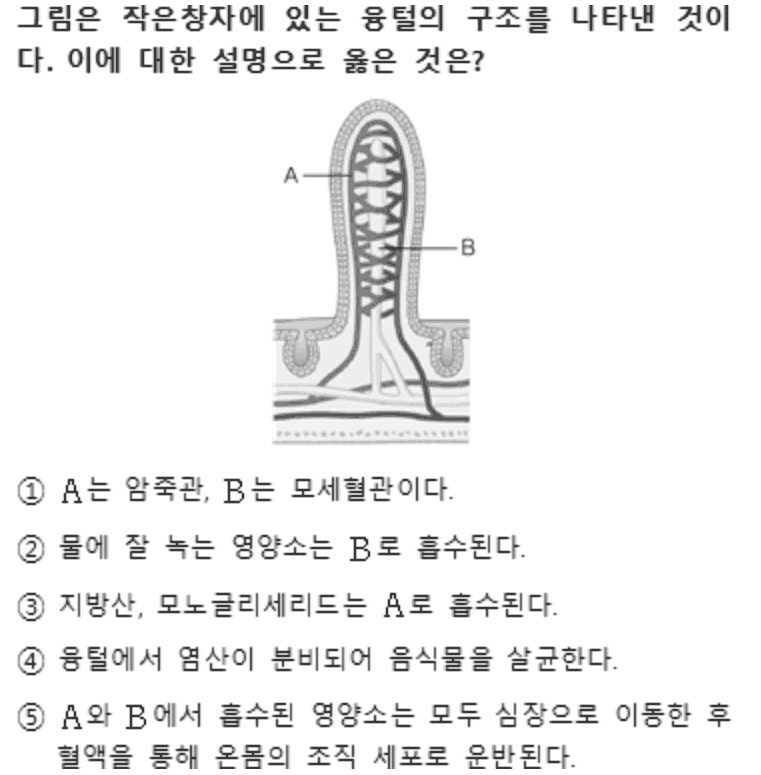 그림은 작은창자에 있는 융털의 구조를 나타낸 것이
다. 이에 대한 설명으로 옳은 것은?
A
B
① A는 암죽관, B는 모세혈관이다.
② 물에 잘 녹는 영양소는 B로 흡수된다.
③ 지방산, 모노글리세리드는 A로 흡수된다.
④ 융털에서 염산이 분비되어 음식물을 살균한다.
⑤ A와 B에서 흡수된 영양소는 모두 심장으로 이동한 후
혈액을 통해 온몸의 조직 세포로 운반된다.